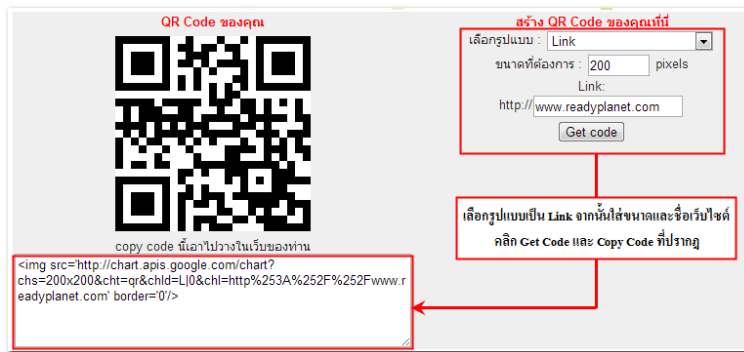 QR Code ของคุณ
copy code นี้เอาไปวางในเว็บของท่าน
<img src='http://chart.apis.google.com/chart?
chs=200x200&cht=qr&chld=L|0&chl=http%253A%252F%252Fwww.r
eadyplanet.com' border='0'/>
สร้าง QR Code ของคุณที่นี่
เลือกรูปแบบ : Link
ขนาดที่ต้องการ : 200 pixels
Link:
http:// www.readyplanet.com
Get code
เลือกรูปแบบเป็น Link จากนั้นใส่ขนาดและชื่อเว็บไซต์
คลิก Get Code และ Copy Code ที่ปรากฎ